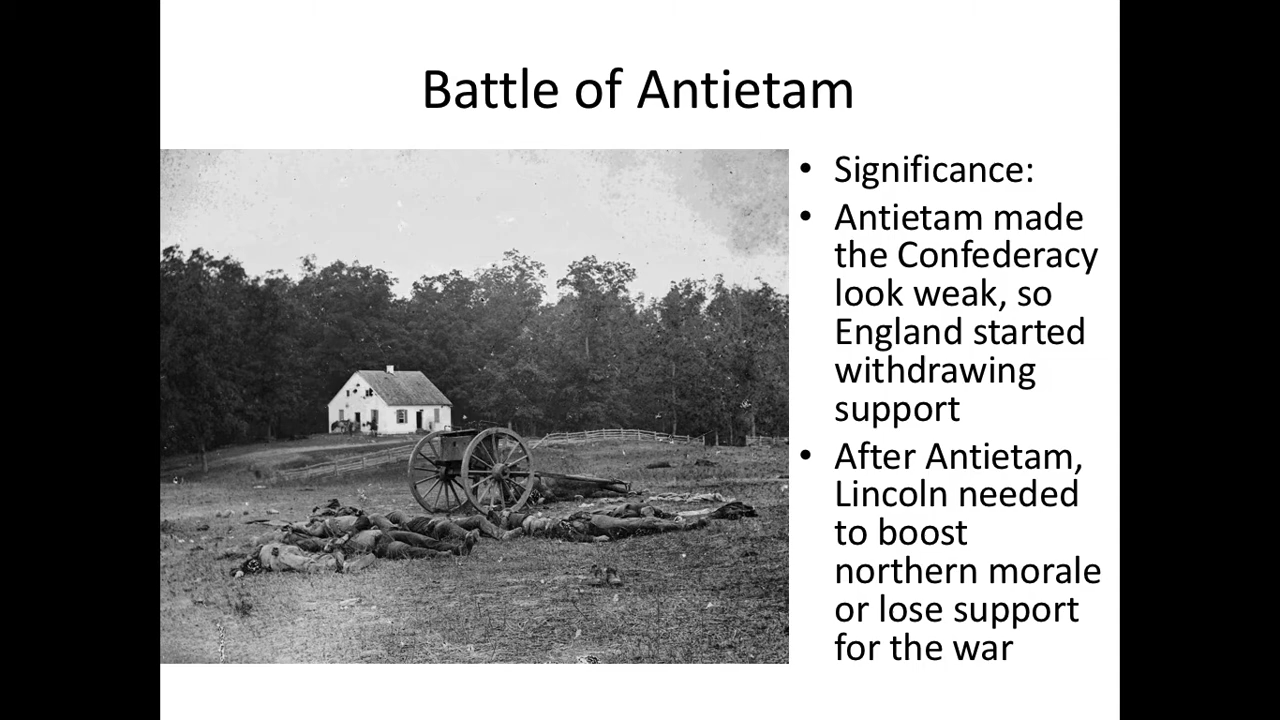 Battle of Antietam
• Significance:
• Antietam made
the Confederacy
look weak, so
England started
withdrawing
support
• After Antietam,
Lincoln needed
to boost
northern morale
or lose support
for the war